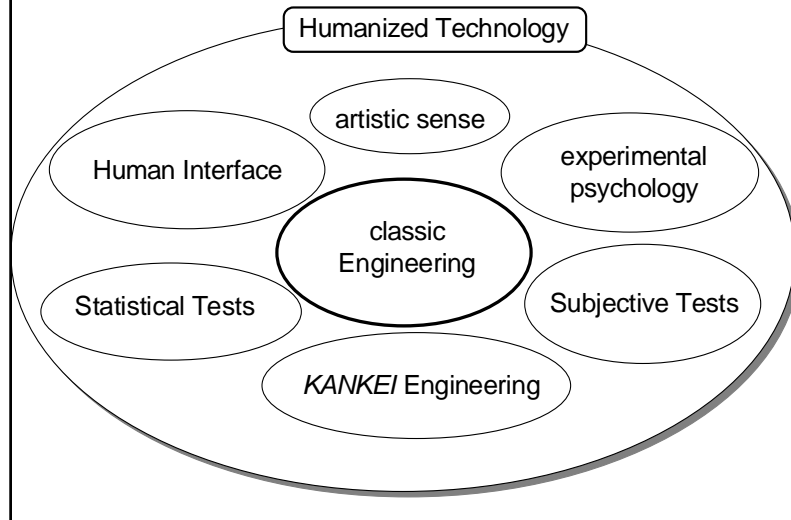 Humanized Technology
artistic sense
Human Interface
experimental
psychology
classic
Engineering
Statistical Tests
Subjective Tests
KANKEI Engineering